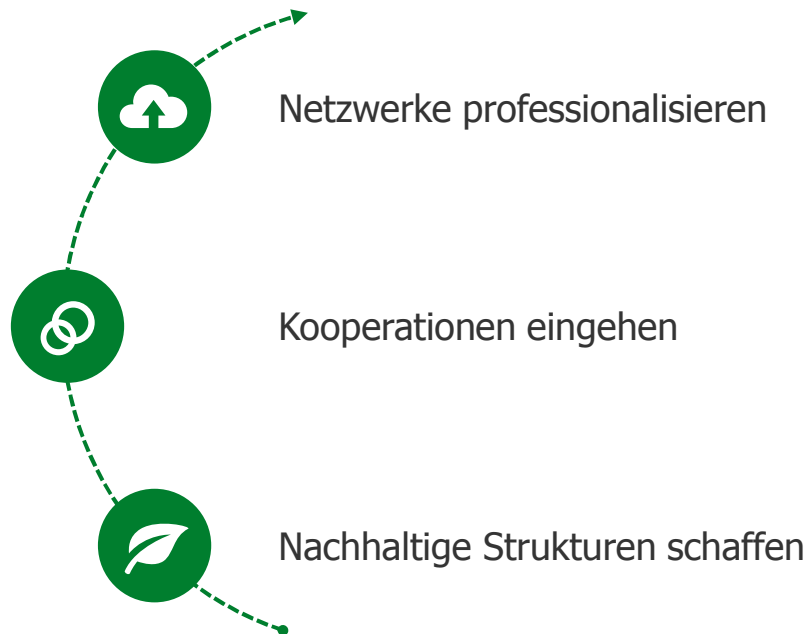 Netzwerke professionalisieren
Kooperationen eingehen
Nachhaltige Strukturen schaffen